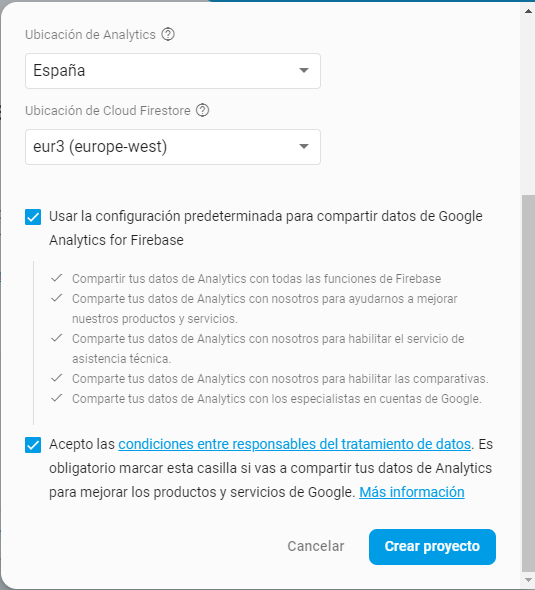 Ubicación de Analytics
España
Ubicación de Cloud Firestore
eur3 (europe-west)
Usar la configuración predeterminada para compartir datos de Google
Analytics for Firebase
Compartir tus datos de Analytics con todas las funciones de Firebase
Comparte tus datos de Analytics con nosotros para ayudarnos a mejorar
nuestros productos y servicios.
Comparte tus datos de Analytics con nosotros para habilitar el servicio de
asistencia técnica.
Comparte tus datos de Analytics con nosotros para habilitar las comparativas.
Comparte tus datos de Analytics con los especialistas en cuentas de Google.
Acepto las condiciones entre responsables del tratamiento de datos. Es
obligatorio marcar esta casilla si vas a compartir tus datos de Analytics
para mejorar los productos y servicios de Google. Más información
Cancelar Crear proyecto